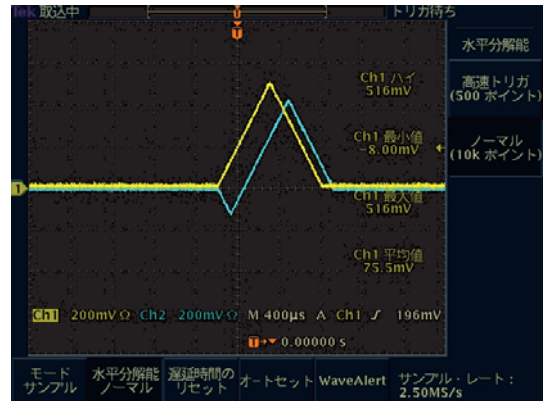 Tek 取込中
トリガ待ち
水平分解能
高速トリガ
(500 ポイント)
ノーマル
(10k ポイント)
Ch1 ハイ
516mV
Ch1 最小値
-8.00mV
Ch1 最大値
516mV
Ch1 平均値
75.5mV
1
Ch1 200mVΩ Ch2 200mVΩ M 400μs A Ch1 196mV
0.00000 s
モード
サンプル
水平分解能
ノーマル
遅延時間の
リセット
オートセット
WaveAlert
サンプル・レート:
2.50MS/s